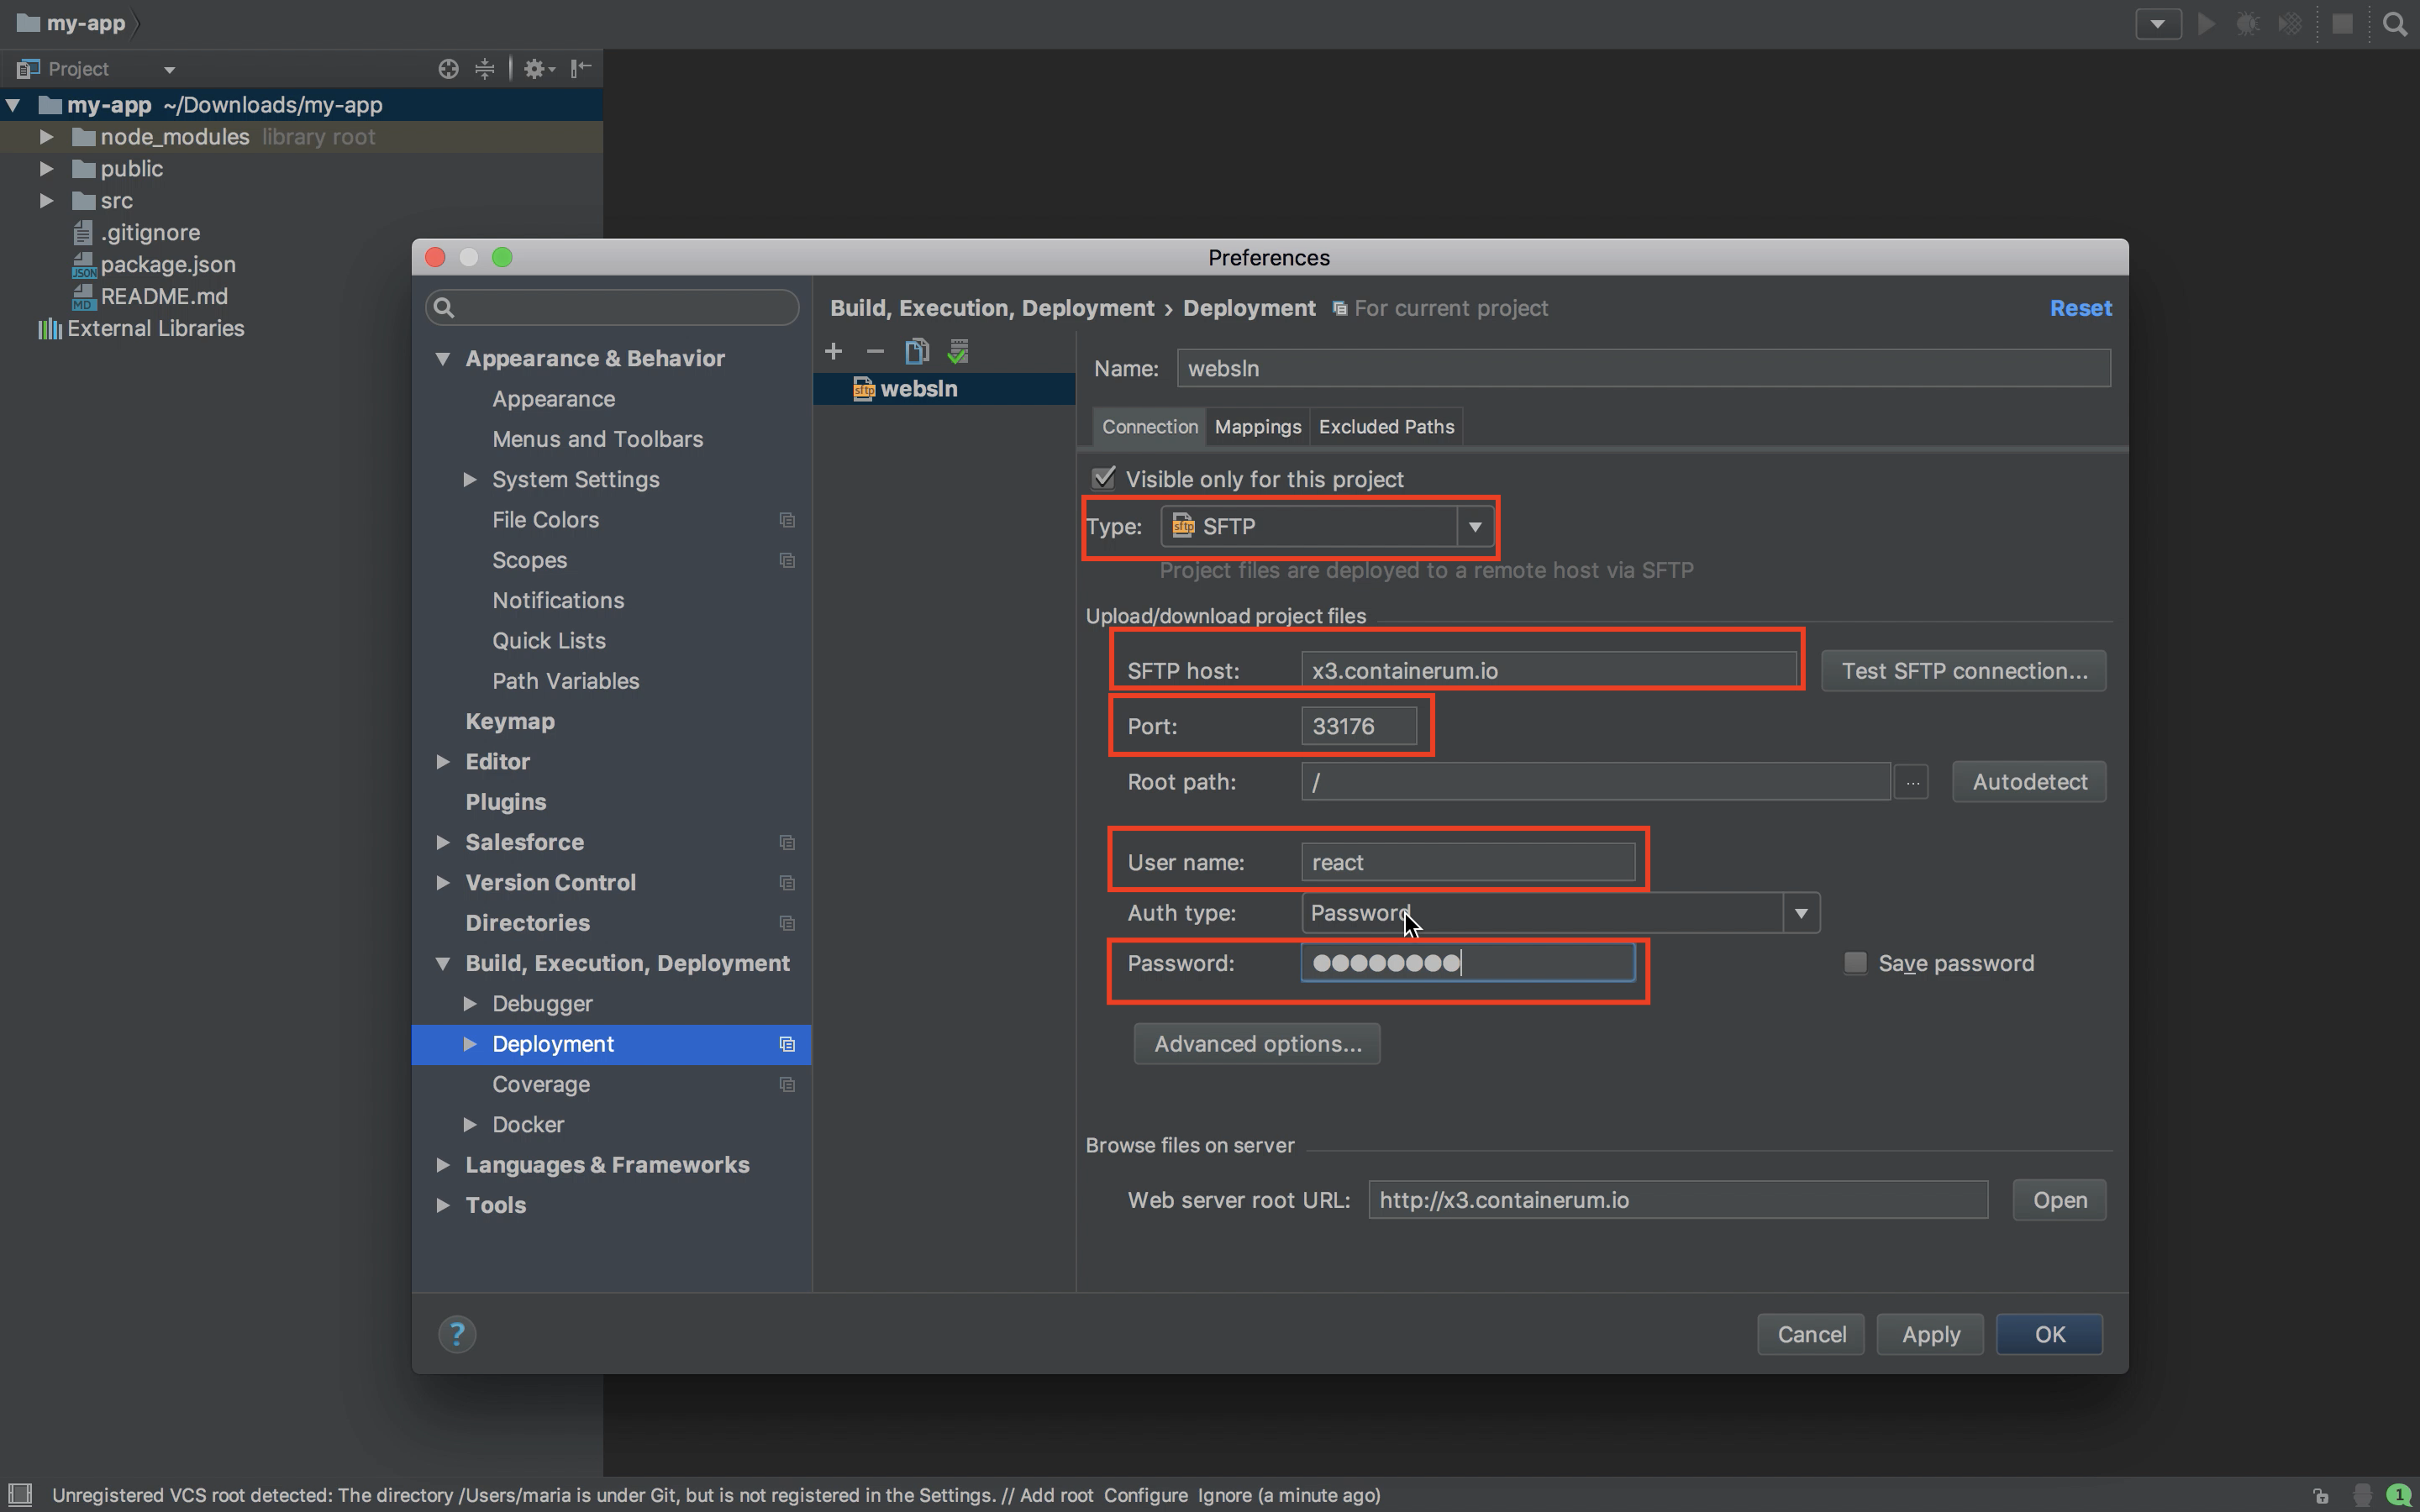 my-app
Project
my-app ~/Downloads/my-app
node_modules library root
public
src
.gitignore
JSON package.json
MD README.md
External Libraries
Preferences
Build, Execution, Deployment › Deployment For current project Reset
Appearance & Behavior
Appearance
Menus and Toolbars
System Settings
File Colors
Scopes
Notifications
Quick Lists
Path Variables
Keymap
Editor
Plugins
Salesforce
Version Control
Directories
Build, Execution, Deployment
Debugger
Deployment
Coverage
Docker
Languages & Frameworks
Tools
sftp websln
Name: websln
Connection Mappings Excluded Paths
Visible only for this project
Type: sftp SFTP
Project files are deployed to a remote host via SFTP
Upload/download project files
SFTP host: x3.containerum.io Test SFTP connection...
Port: 33176
Root path: / ... Autodetect
User name: react
Auth type: Password
Password: ●●●●●●●● Save password
Advanced options...
Browse files on server
Web server root URL: http://x3.containerum.io Open
? Cancel Apply OK
Unregistered VCS root detected: The directory /Users/maria is under Git, but is not registered in the Settings. // Add root Configure Ignore (a minute ago) 1